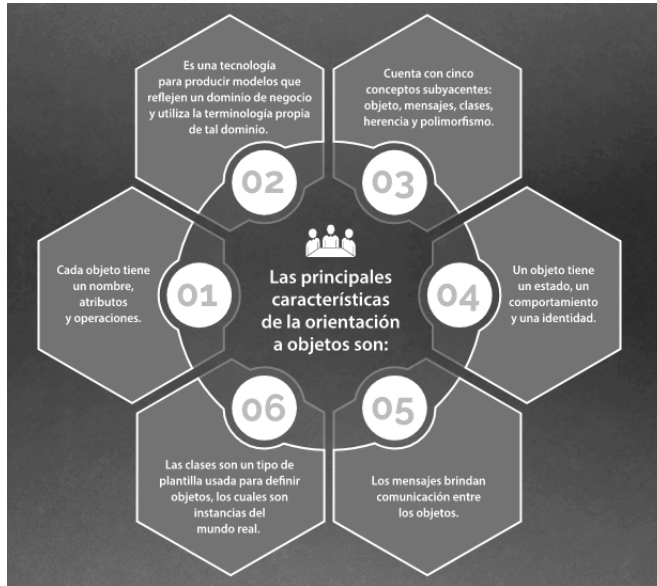 Las principales
características
de la orientación
a objetos son:
01
Cada objeto tiene
un nombre,
atributos
y operaciones.
02
Es una tecnología
para producir modelos que
reflejen un dominio de negocio
y utiliza la terminología propia
de tal dominio.
03
Cuenta con cinco
conceptos subyacentes:
objeto, mensajes, clases,
herencia y polimorfismo.
04
Un objeto tiene
un estado, un
comportamiento
y una identidad.
05
Los mensajes brindan
comunicación entre
los objetos.
06
Las clases son un tipo de
plantilla usada para definir
objetos, los cuales son
instancias del
mundo real.